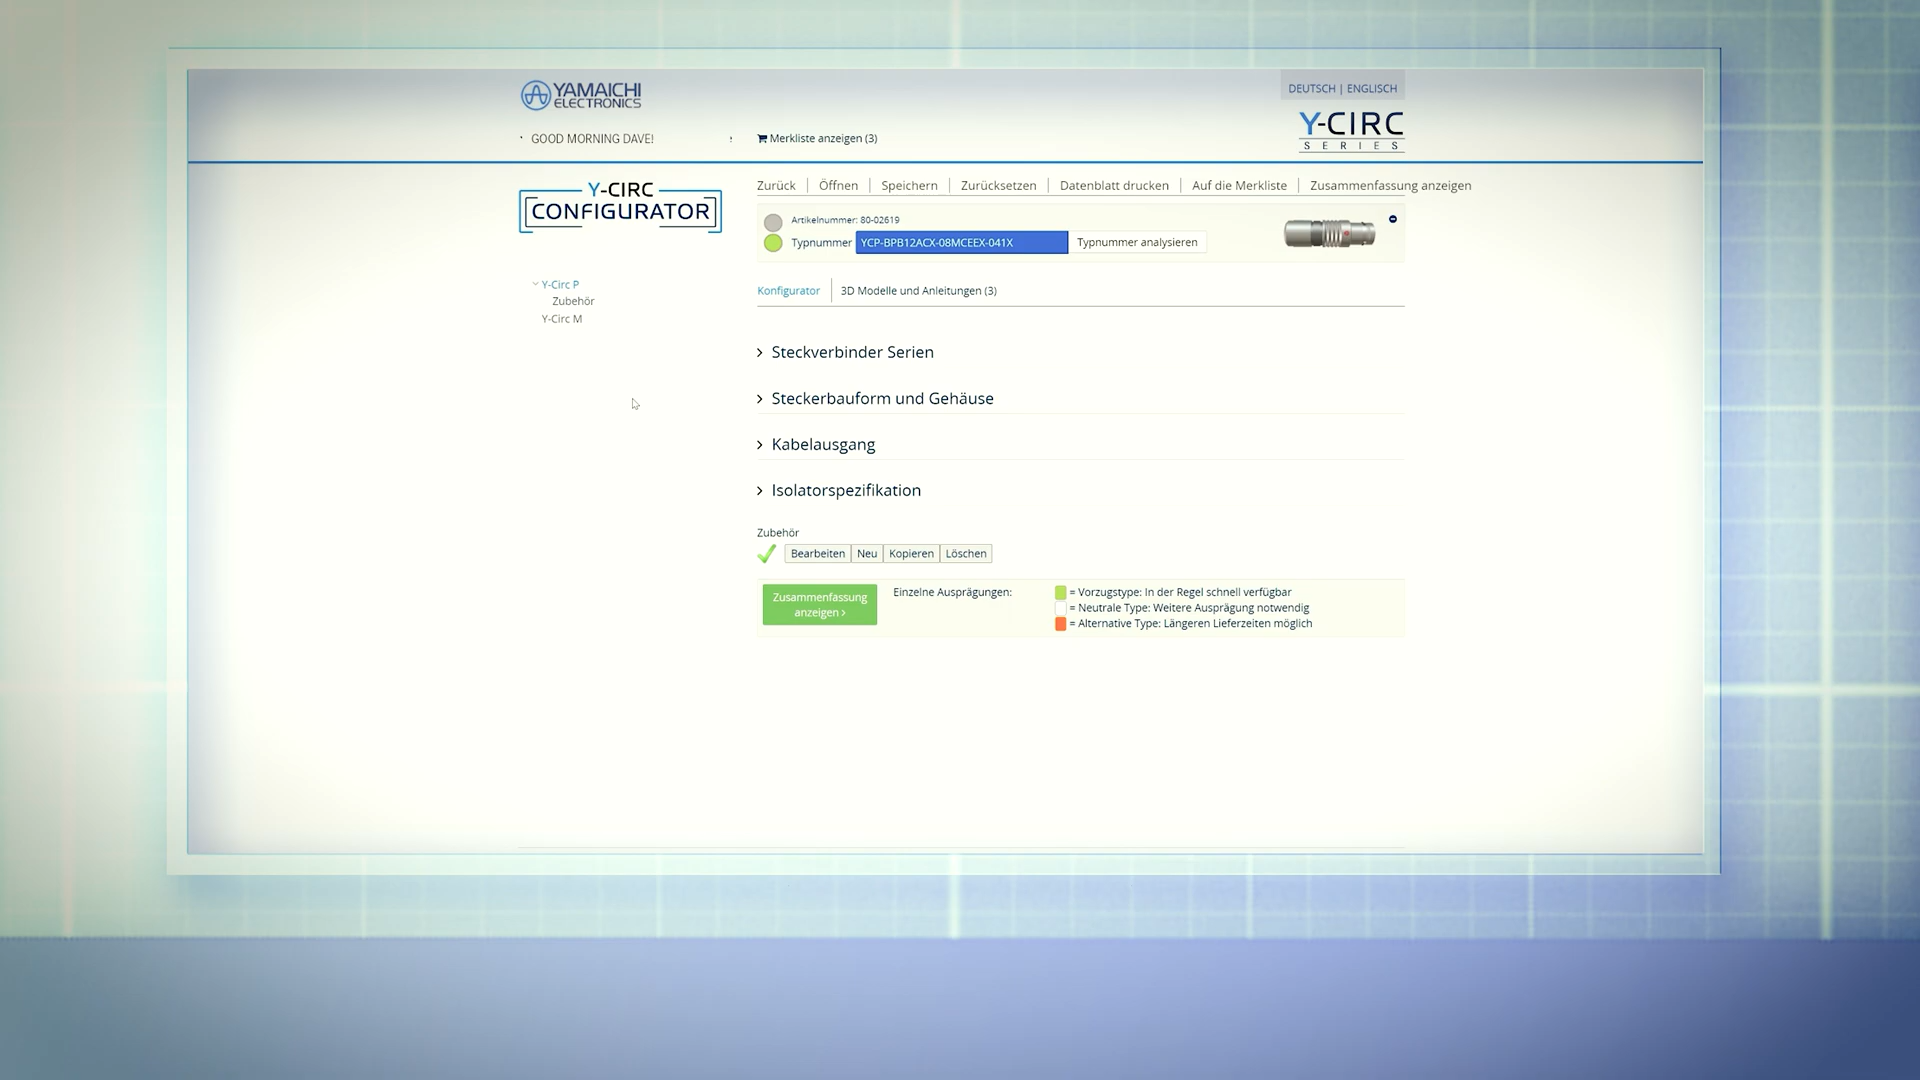 YAMAICHI
ELECTRONICS
DEUTSCH | ENGLISCH
GOOD MORNING DAVE!
Merkliste anzeigen (3)
Y-CIRC
SERIES
Y-CIRC
CONFIGURATOR
Zurück | Öffnen | Speichern | Zurücksetzen | Datenblatt drucken | Auf die Merkliste | Zusammenfassung anzeigen
Artikelnummer: 80-02619
Typnummer YCP-BPB12ACX-08MCEEX-041X Typnummer analysieren
Y-Circ P
Zubehör
Y-Circ M
Konfigurator | 3D Modelle und Anleitungen (3)
Steckverbinder Serien
Steckerbauform und Gehäuse
Kabelausgang
Isolatorspezifikation
Zubehör
Bearbeiten Neu Kopieren Löschen
Zusammenfassung
anzeigen ›
Einzelne Ausprägungen:
= Vorzugstype: In der Regel schnell verfügbar
= Neutrale Type: Weitere Ausprägung notwendig
= Alternative Type: Längeren Lieferzeiten möglich